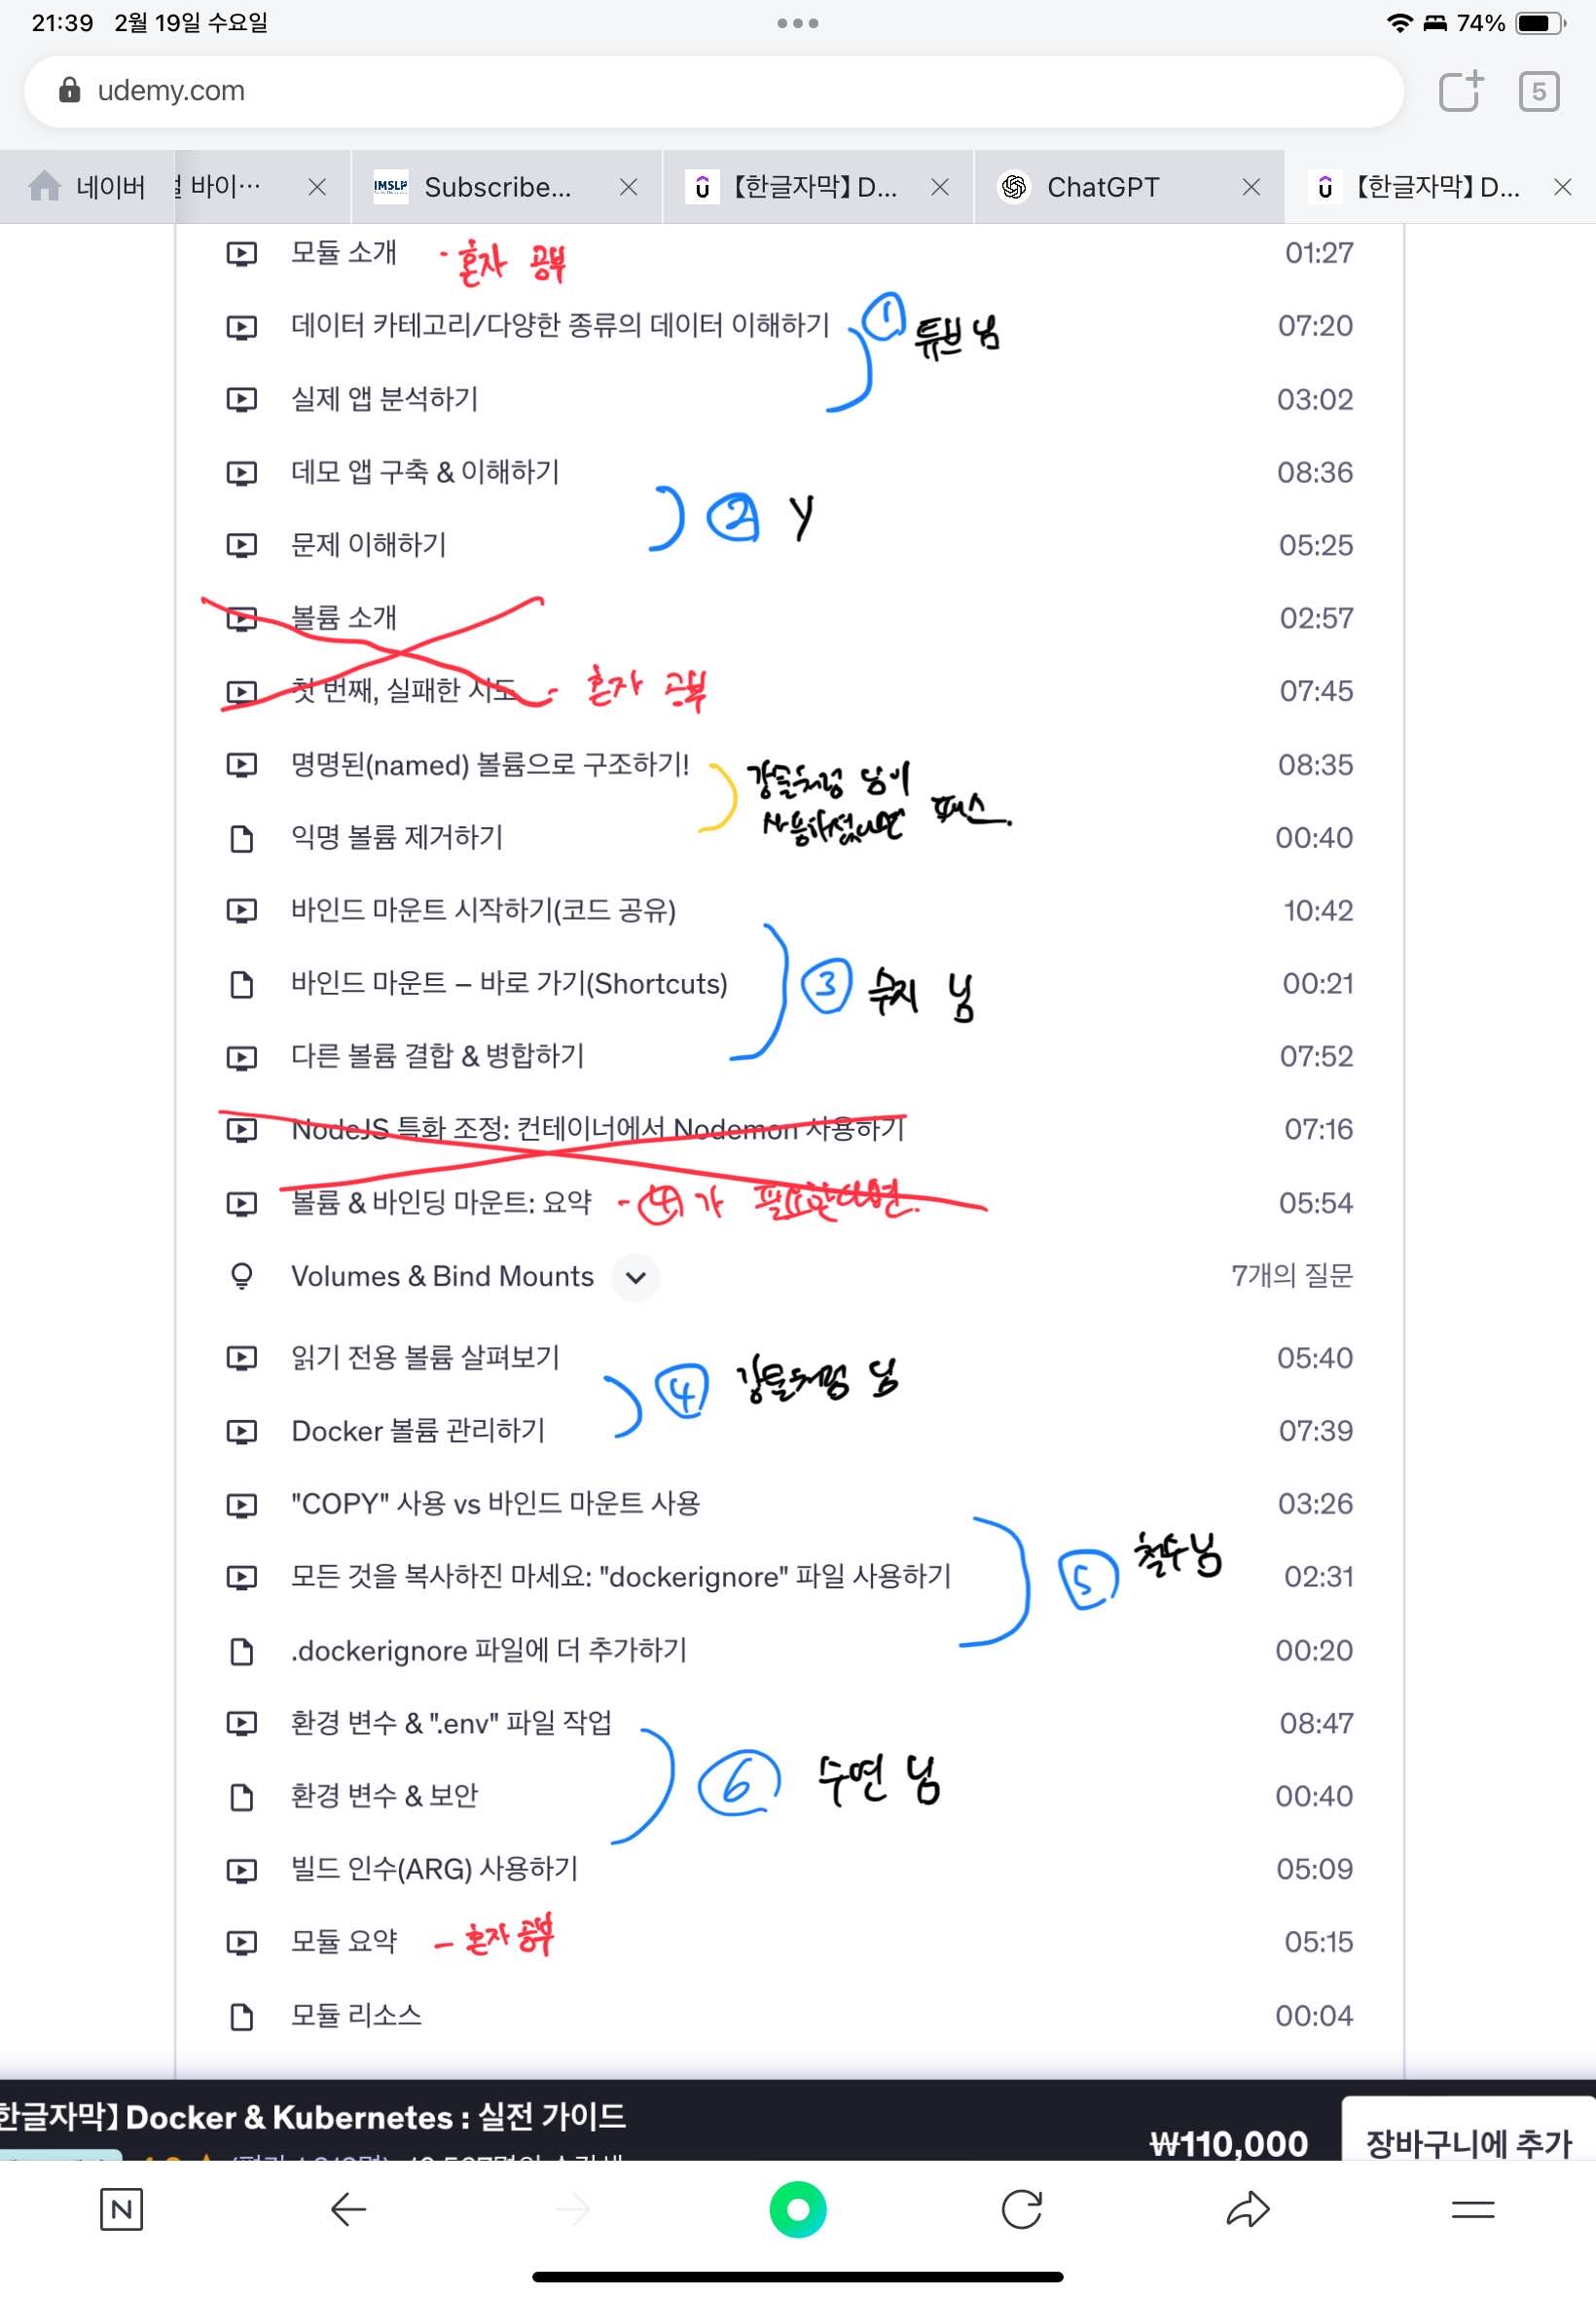 21:39 2월 19일 수요일 74%
udemy.com 5
네이버 바이… IMSLP Subscribe... 【한글자막】D... ChatGPT 【한글자막】D...
모듈 소개 - 혼자 공부 01:27
데이터 카테고리/다양한 종류의 데이터 이해하기 ① 튜브 님 07:20
실제 앱 분석하기 03:02
데모 앱 구축 & 이해하기 08:36
② Y
문제 이해하기 05:25
볼륨 소개 02:57
첫 번째, 실패한 시도 - 혼자 공부 07:45
명명된(named) 볼륨으로 구조하기! 강물처럼 님이 08:35
사용하셨다면 패스.
익명 볼륨 제거하기 00:40
바인드 마운트 시작하기(코드 공유) 10:42
바인드 마운트 – 바로 가기(Shortcuts) ③ 수지 님 00:21
다른 볼륨 결합 & 병합하기 07:52
NodeJS 특화 조정: 컨테이너에서 Nodemon 사용하기 07:16
볼륨 & 바인딩 마운트: 요약 - ④가 필요한다면. 05:54
Volumes & Bind Mounts 7개의 질문
읽기 전용 볼륨 살펴보기 ④ 강물처럼 님 05:40
Docker 볼륨 관리하기 07:39
"COPY" 사용 vs 바인드 마운트 사용 03:26
모든 것을 복사하진 마세요: "dockerignore" 파일 사용하기 ⑤ 철수님 02:31
.dockerignore 파일에 더 추가하기 00:20
환경 변수 & ".env" 파일 작업 08:47
⑥ 수연 님
환경 변수 & 보안 00:40
빌드 인수(ARG) 사용하기 05:09
모듈 요약 - 혼자 공부 05:15
모듈 리소스 00:04
한글자막】Docker & Kubernetes : 실전 가이드
₩110,000 장바구니에 추가
N